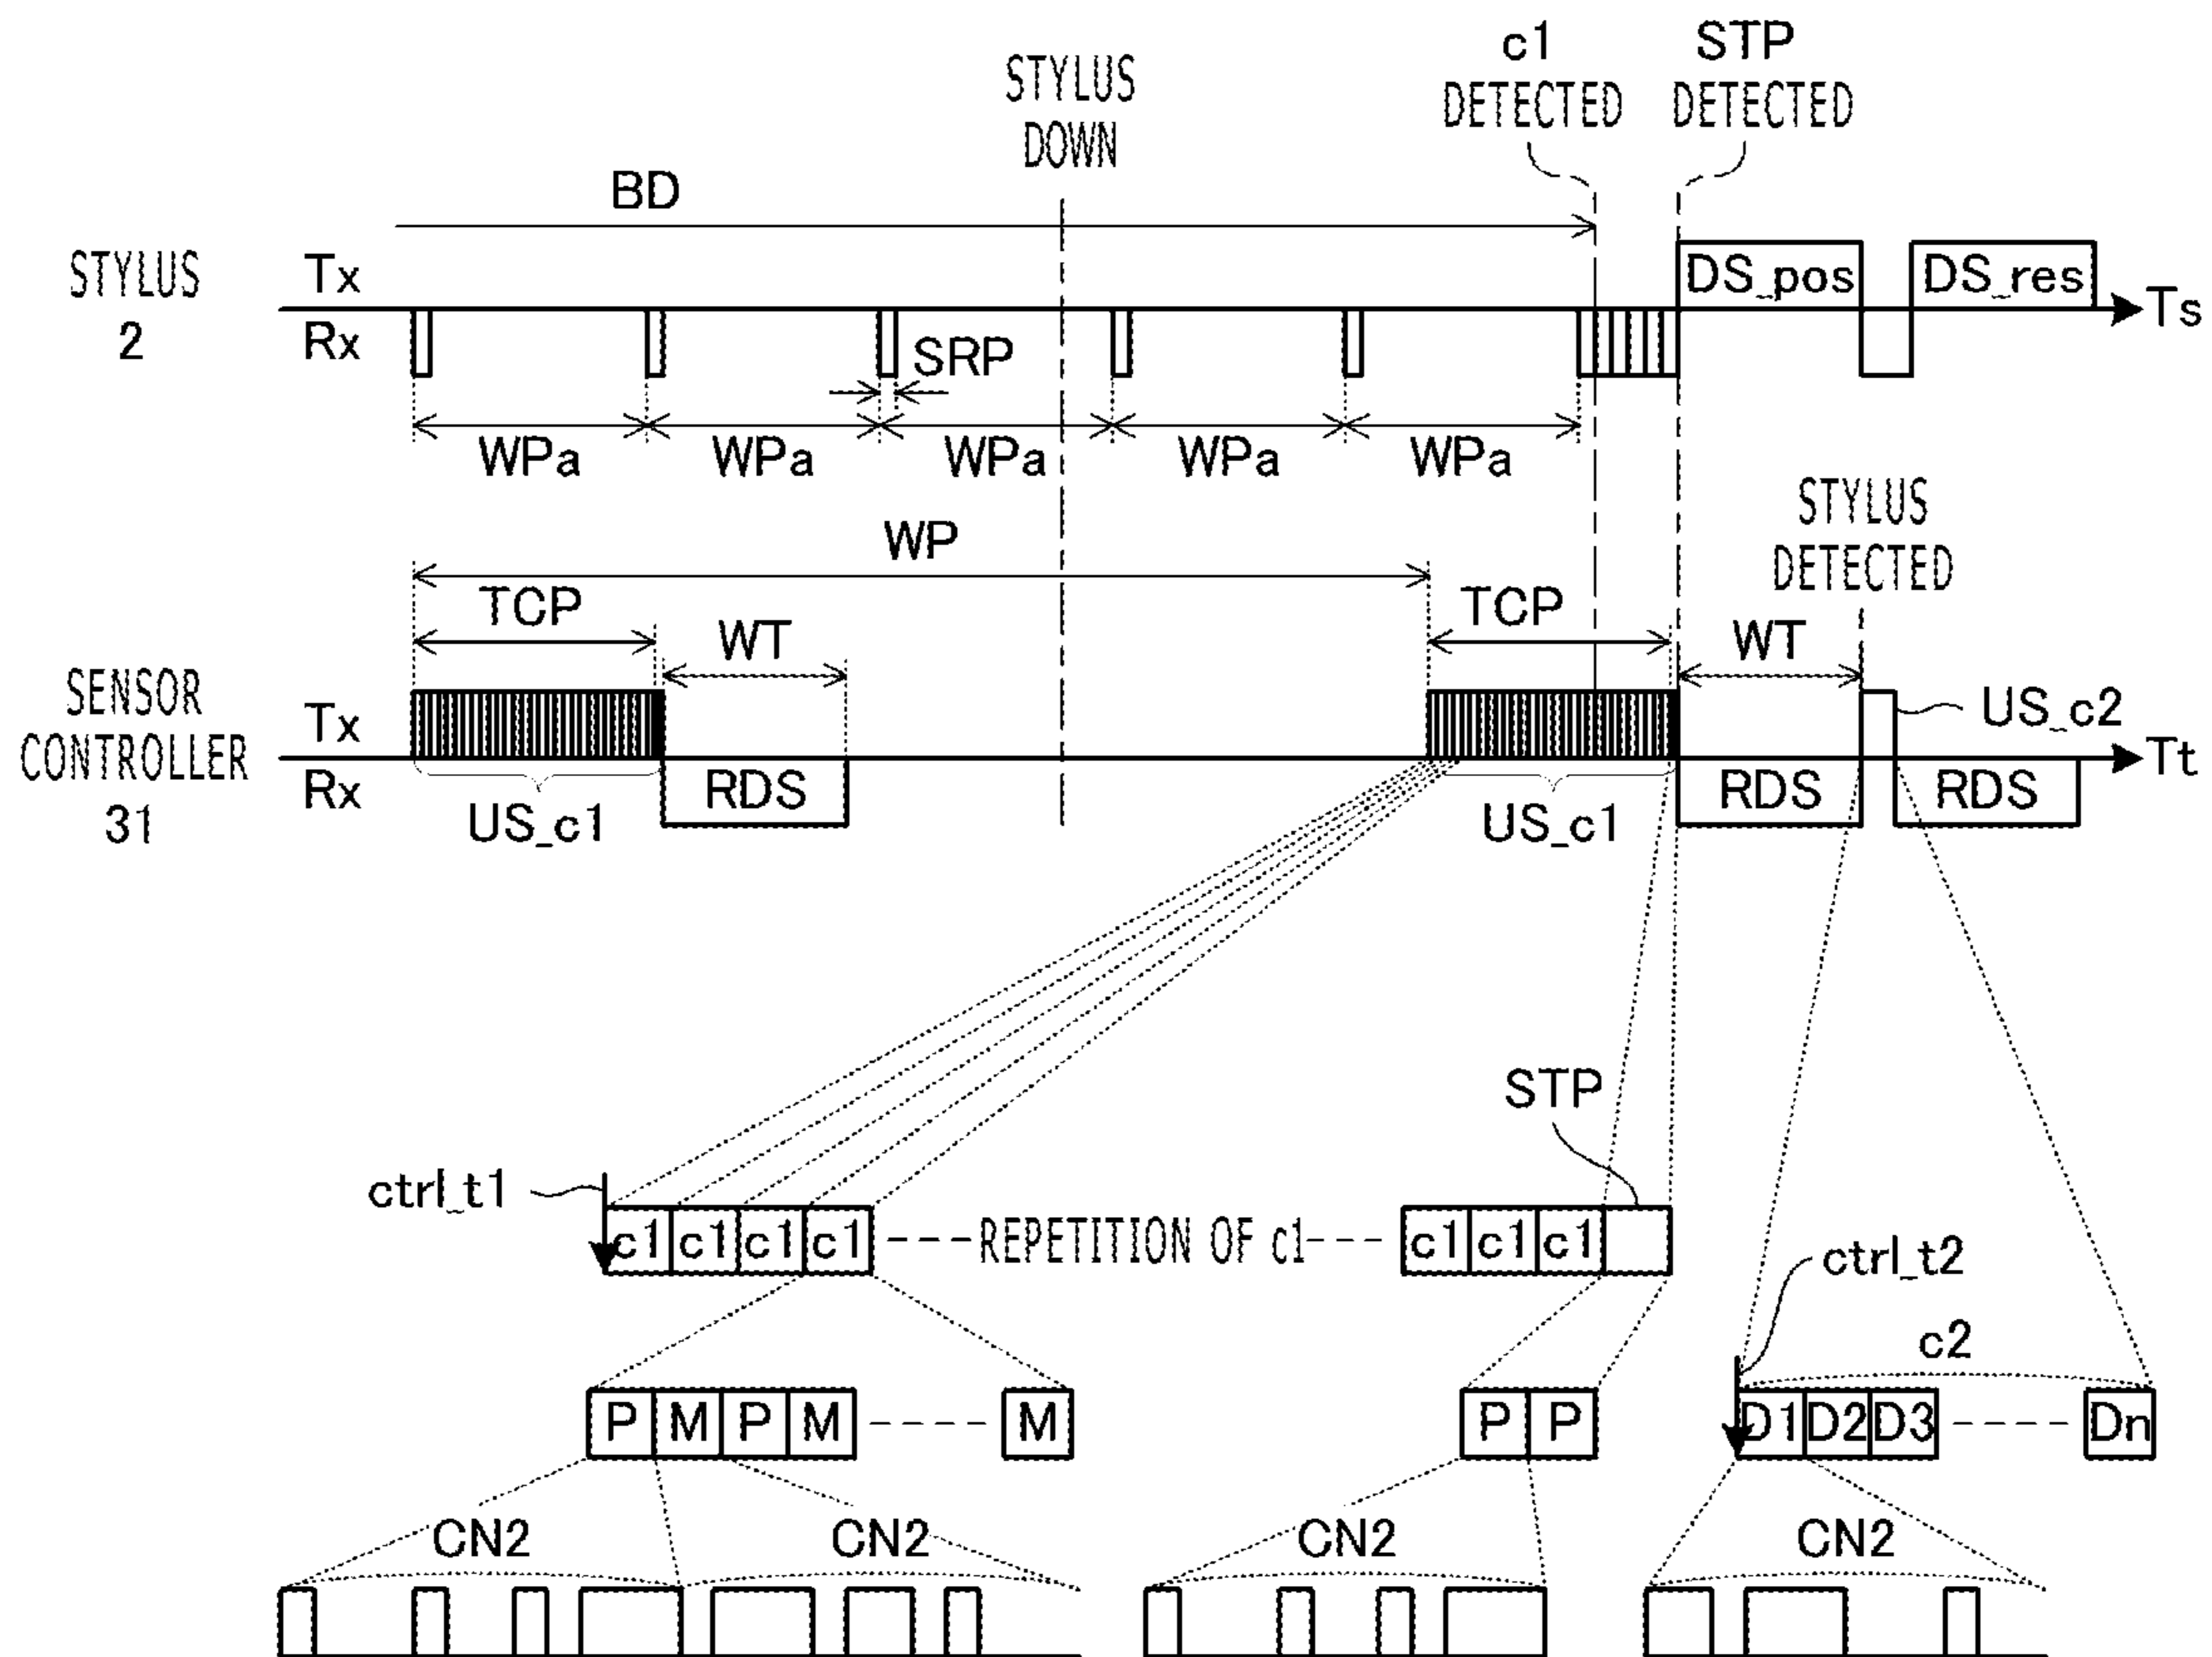 c1
DETECTED
STP
DETECTED
STYLUS
DOWN
BD
STYLUS
2
Tx
Rx
DS_pos
DS_res
Ts
SRP
WPa
WPa
WPa
WPa
WPa
WP
STYLUS
DETECTED
TCP
WT
TCP
WT
SENSOR
CONTROLLER
31
Tx
Rx
US_c2
Tt
RDS
RDS
RDS
US_c1
US_c1
STP
ctrl_t1
c1 c1 c1 c1 ---REPETITION OF c1--- c1 c1 c1
ctrl_t2
c2
P M P M ---- M
P P
D1 D2 D3 ---- Dn
CN2
CN2
CN2
CN2